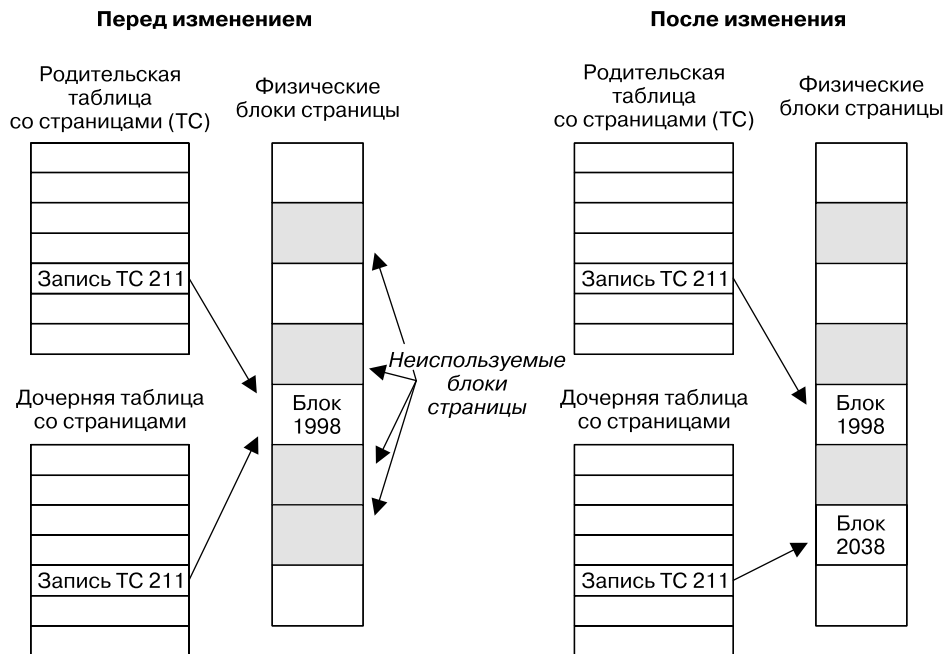 Перед изменением
Родительская
таблица
со страницами (ТС)
Физические
блоки страницы
Запись ТС 211
Неиспользуемые
блоки
страницы
Блок
1998
Дочерняя таблица
со страницами
Запись ТС 211
После изменения
Родительская
таблица
со страницами (ТС)
Физические
блоки страницы
Запись ТС 211
Блок
1998
Дочерняя таблица
со страницами
Блок
2038
Запись ТС 211